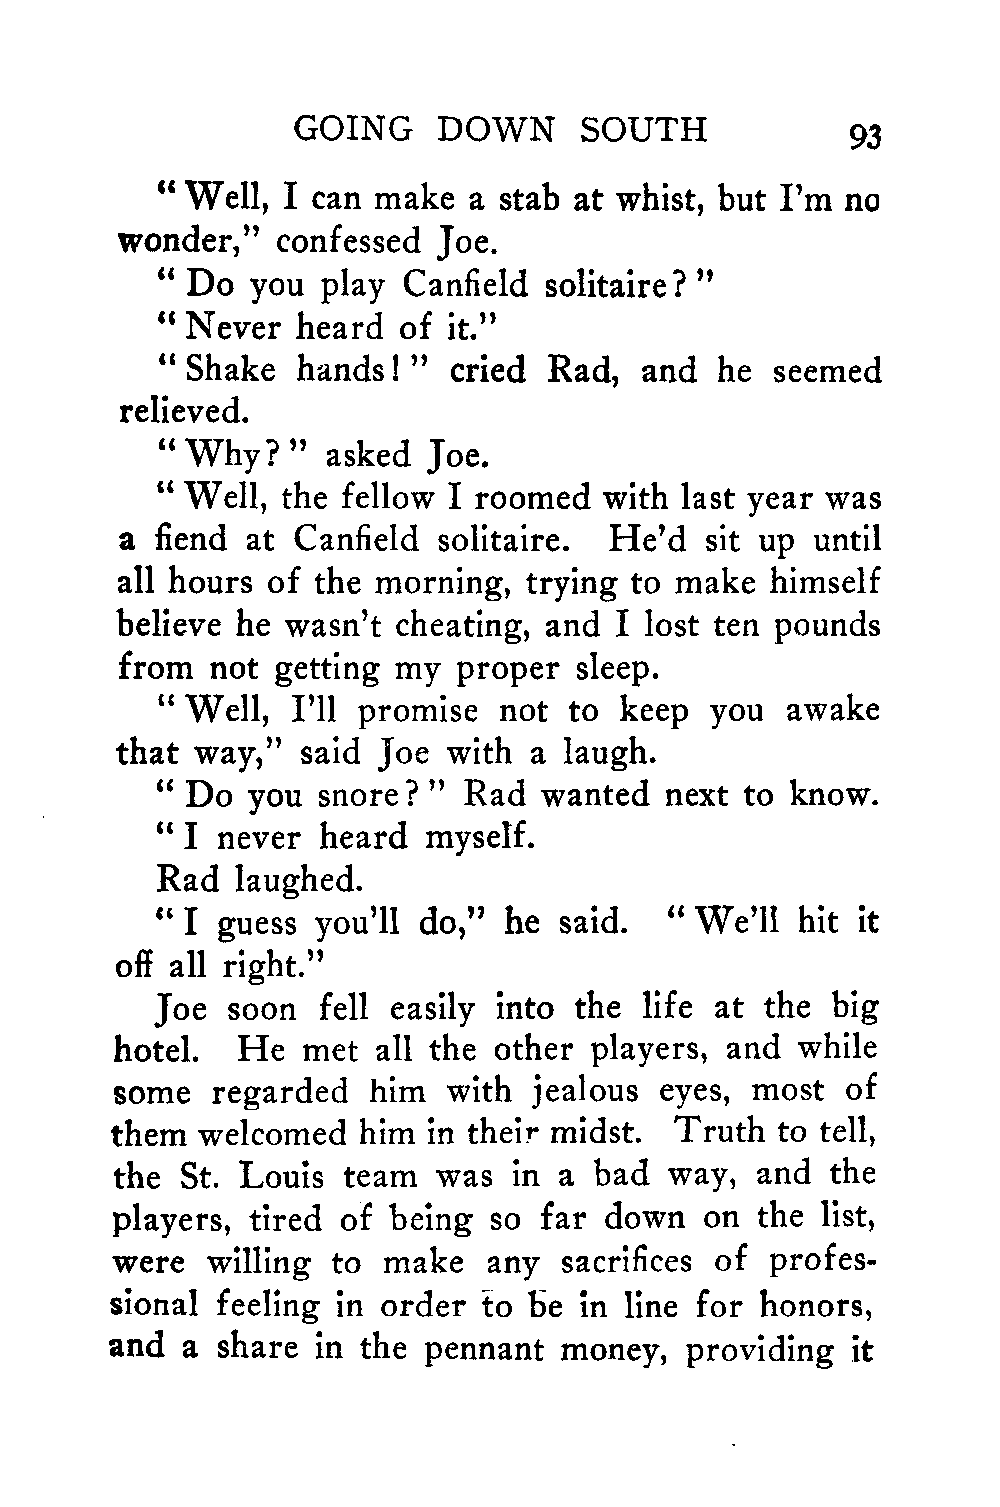 GOING DOWN SOUTH 93
" Well, I can make a stab at whist, but I'm no
wonder," confessed Joe.
" Do you play Canfield solitaire? "
" Never heard of it."
" Shake hands! " cried Rad, and he seemed
relieved.
" Why? " asked Joe.
" Well, the fellow I roomed with last year was
a fiend at Canfield solitaire. He'd sit up until
all hours of the morning, trying to make himself
believe he wasn't cheating, and I lost ten pounds
from not getting my proper sleep.
" Well, I'll promise not to keep you awake
that way," said Joe with a laugh.
" Do you snore? " Rad wanted next to know.
" I never heard myself.
Rad laughed.
" I guess you'll do," he said. " We'll hit it
off all right."
Joe soon fell easily into the life at the big
hotel. He met all the other players, and while
some regarded him with jealous eyes, most of
them welcomed him in their midst. Truth to tell,
the St. Louis team was in a bad way, and the
players, tired of being so far down on the list,
were willing to make any sacrifices of profes-
sional feeling in order to be in line for honors,
and a share in the pennant money, providing it